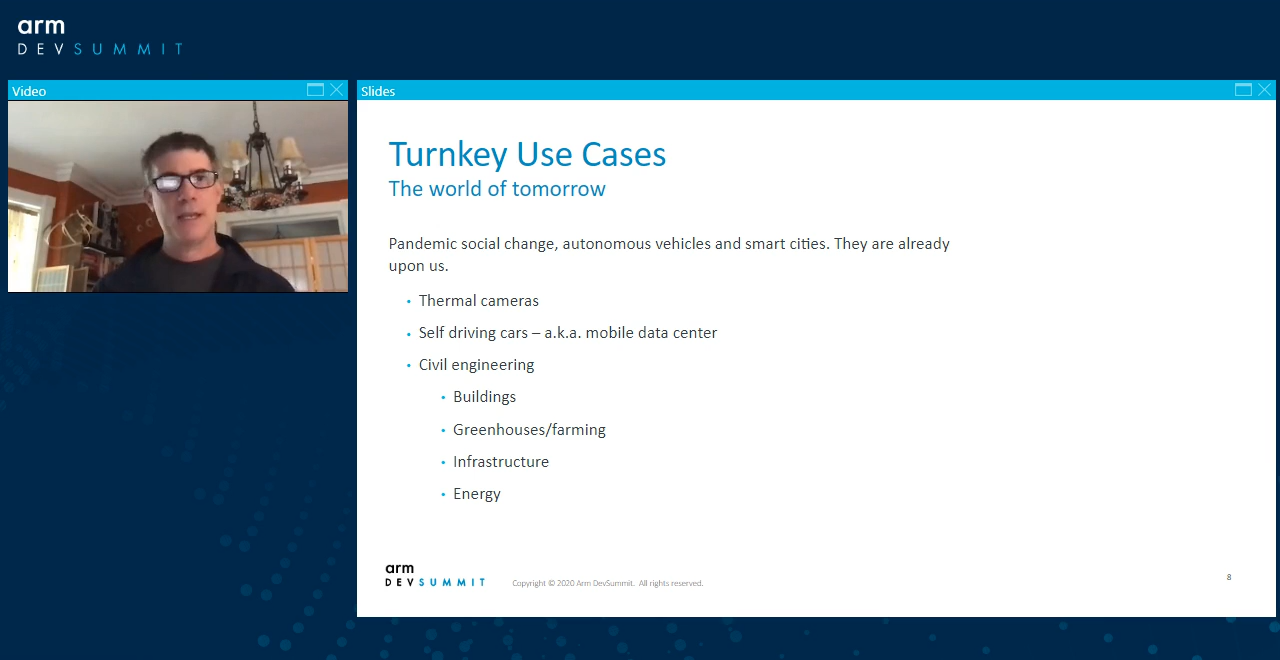 arm
DEVSUMMIT
Video
Slides
Turnkey Use Cases
The world of tomorrow
Pandemic social change, autonomous vehicles and smart cities. They are already
upon us.
• Thermal cameras
• Self driving cars – a.k.a. mobile data center
• Civil engineering
• Buildings
• Greenhouses/farming
• Infrastructure
• Energy
arm
DEVSUMMIT
Copyright © 2020 Arm DevSummit. All rights reserved.
8